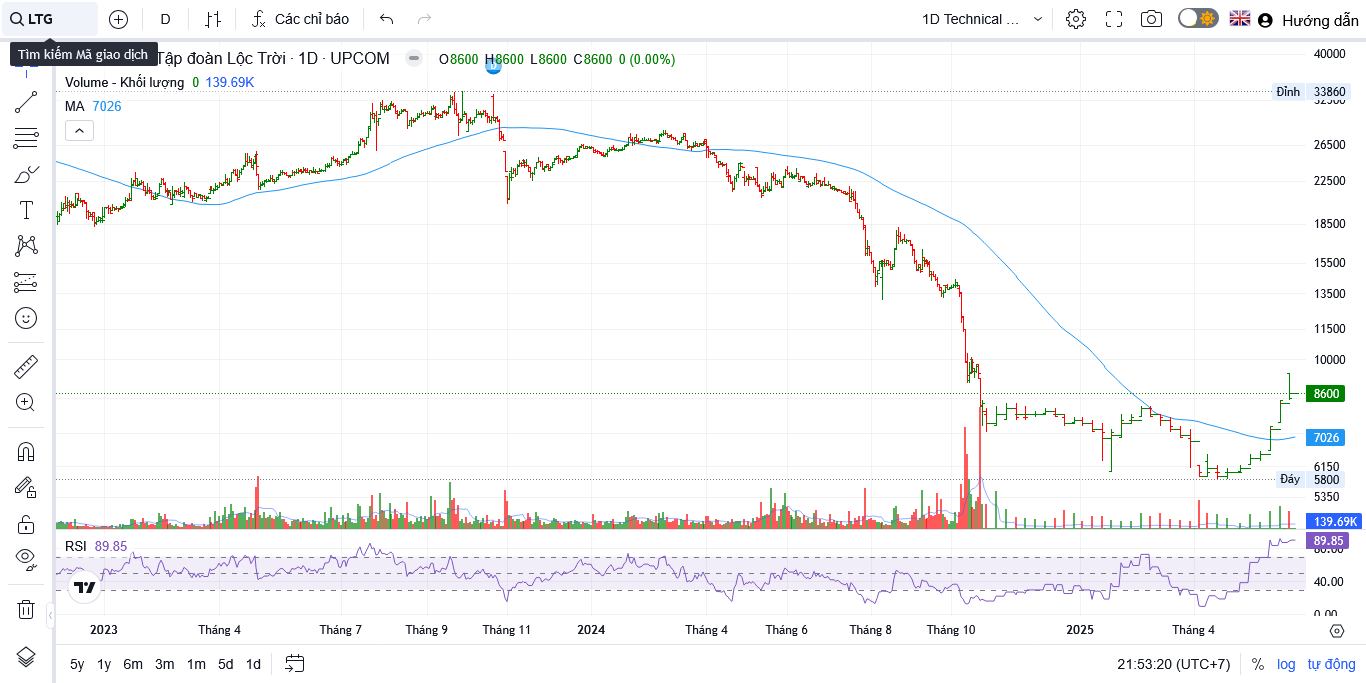 LTG
D
Các chỉ báo
1D Technical ...
Hướng dẫn
Tìm kiếm Mã giao dịch
Tập đoàn Lộc Trời · 1D · UPCOM
O8600 H8600 L8600 C8600 0 (0.00%)
Volume - Khối lượng 0 139.69K
MA 7026
40000
Đỉnh 33860
32500
26500
22500
18500
15500
13500
11500
10000
8600
7026
6150
Đáy 5800
5350
139.69K
RSI 89.85
89.85
80.00
40.00
0.00
2023 Tháng 4 Tháng 7 Tháng 9 Tháng 11 2024 Tháng 4 Tháng 6 Tháng 8 Tháng 10 2025 Tháng 4
5y 1y 6m 3m 1m 5d 1d
21:53:20 (UTC+7) % log tự động